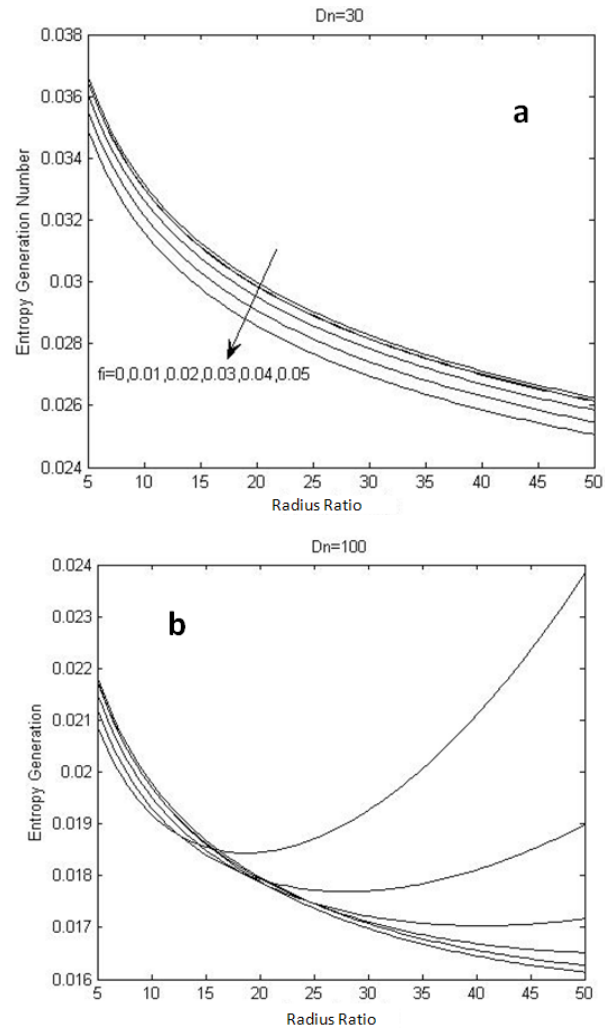 Dn=30
0.038
0.036
0.034
0.032
0.03
0.028
0.026
0.024
Entropy Generation Number
a
fi=0,0.01,0.02,0.03,0.04,0.05
5 10 15 20 25 30 35 40 45 50
Radius Ratio
Dn=100
0.024
0.023
0.022
0.021
0.02
0.019
0.018
0.017
0.016
Entropy Generation
b
5 10 15 20 25 30 35 40 45 50
Radius Ratio